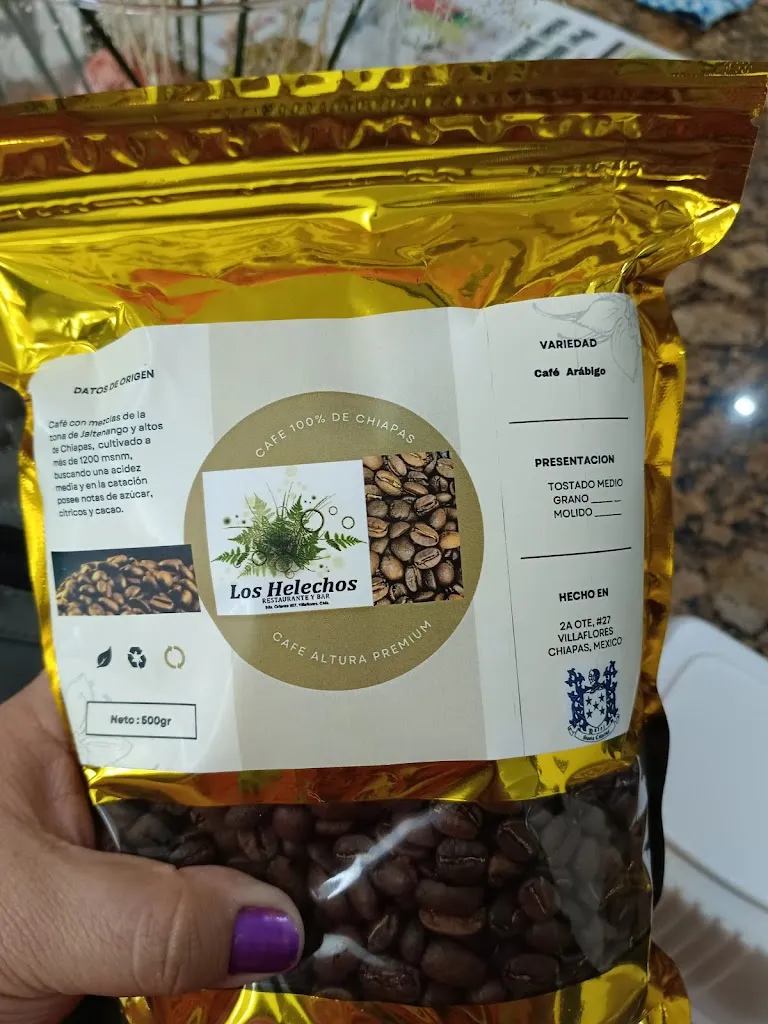 DATOS DE ORIGEN
Café con mezclas de la
zona de Jaltenango y altos
de Chiapas, cultivado a
más de 1200 msnm,
buscando una acidez
media y en la catación
posee notas de azúcar,
cítricos y cacao.
Neto : 500gr
CAFE 100% DE CHIAPAS
Los Helechos
RESTAURANTE Y BAR
CAFE ALTURA PREMIUM
VARIEDAD
Café Arábigo
PRESENTACION
TOSTADO MEDIO
GRANO
MOLIDO
HECHO EN
2A OTE, #27
VILLAFLORES
CHIAPAS, MEXICO